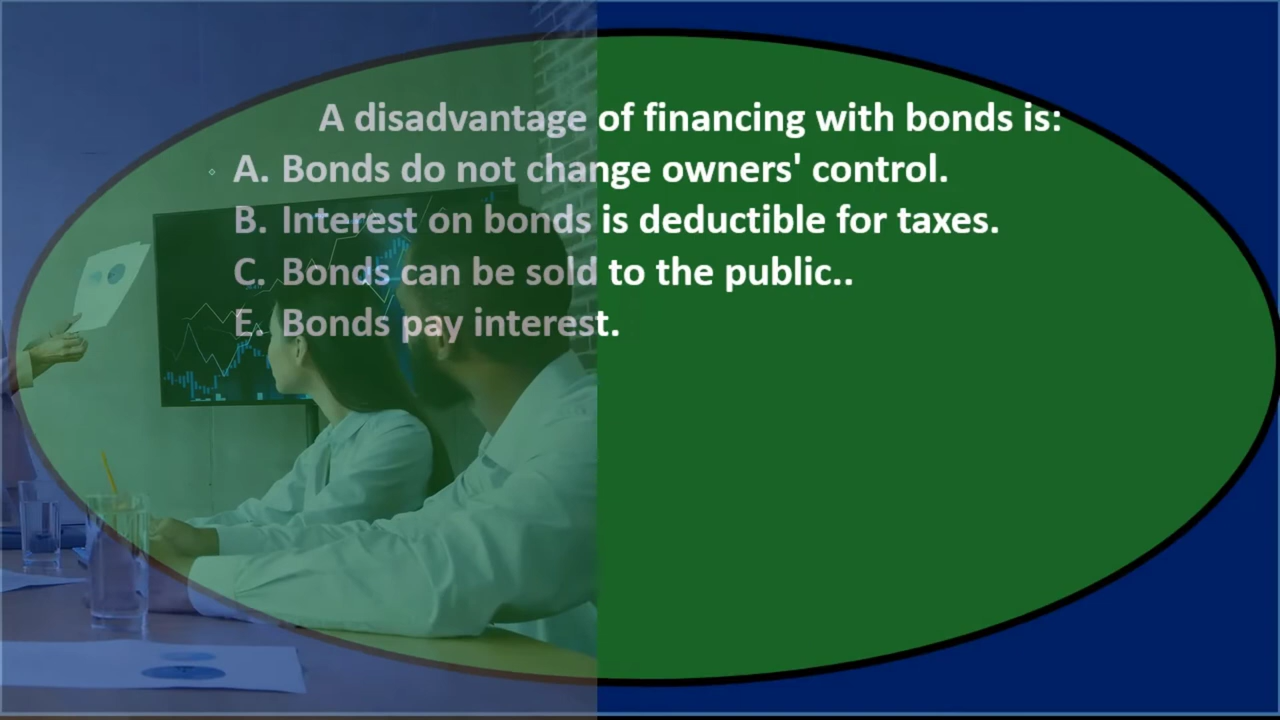 A disadvantage of financing with bonds is:
A. Bonds do not change owners' control.
B. Interest on bonds is deductible for taxes.
C. Bonds can be sold to the public..
E. Bonds pay interest.